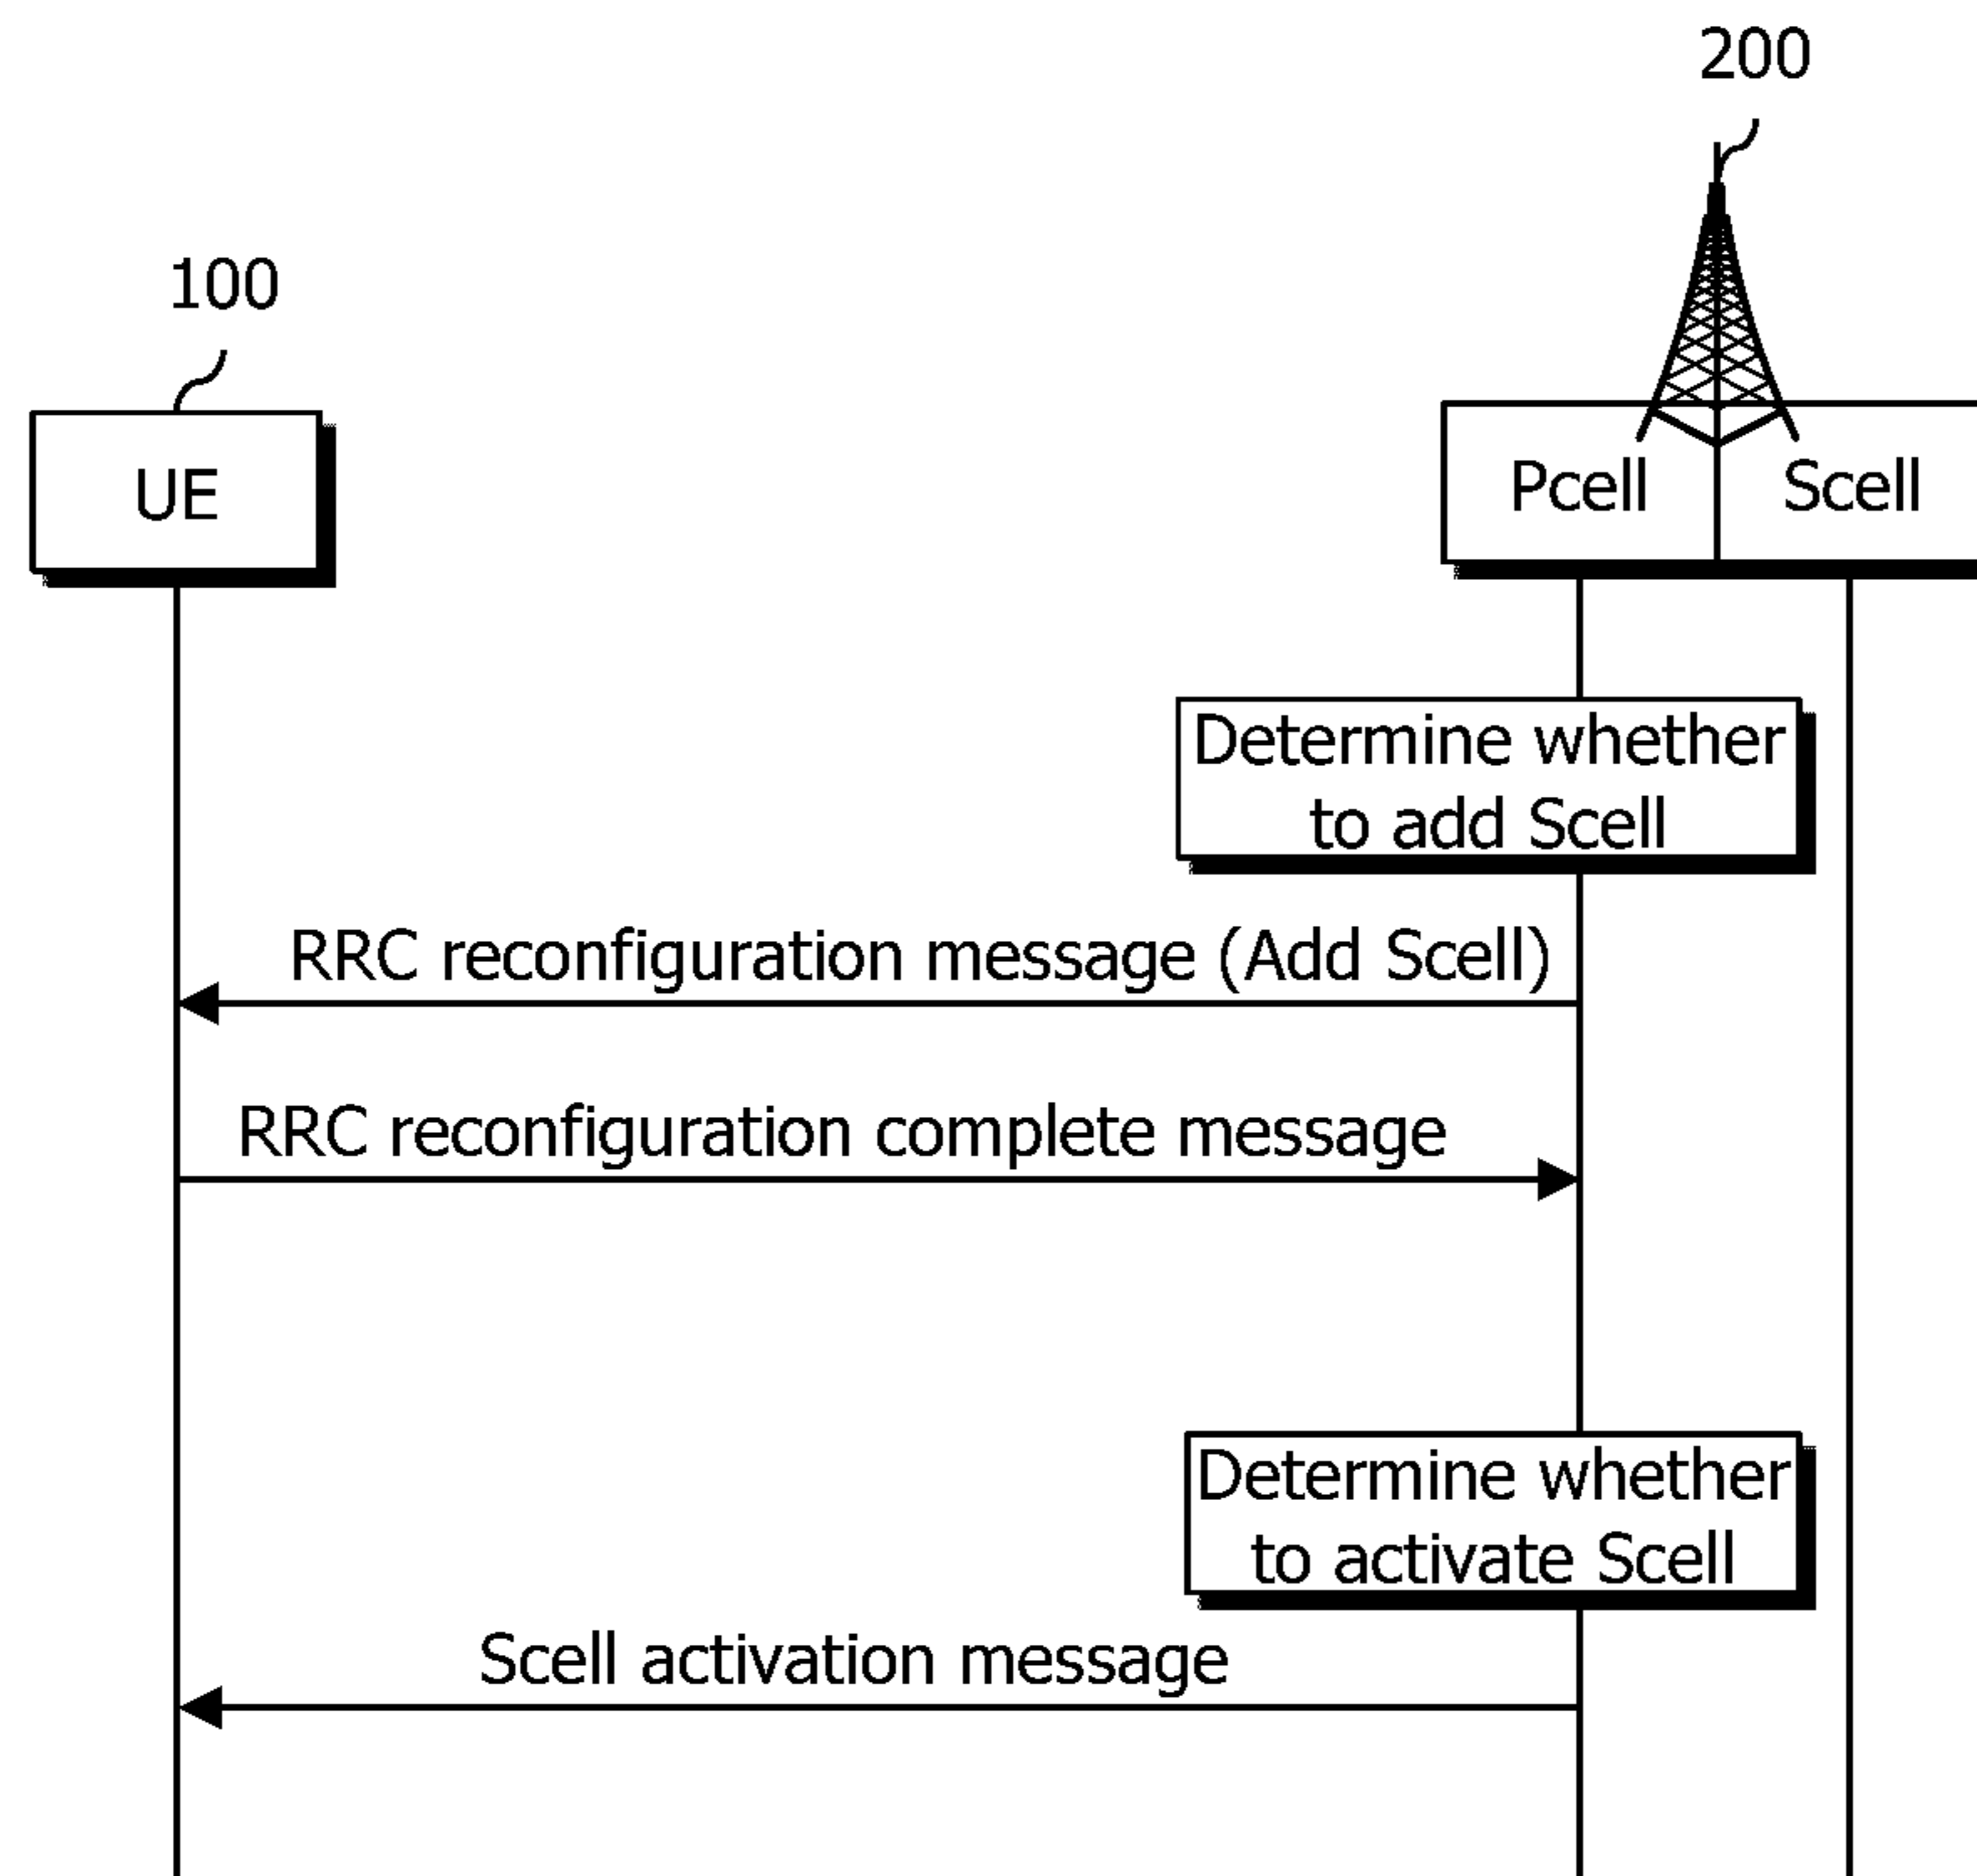 200
100
UE
Pcell
Scell
Determine whether
to add Scell
RRC reconfiguration message (Add Scell)
RRC reconfiguration complete message
Determine whether
to activate Scell
Scell activation message